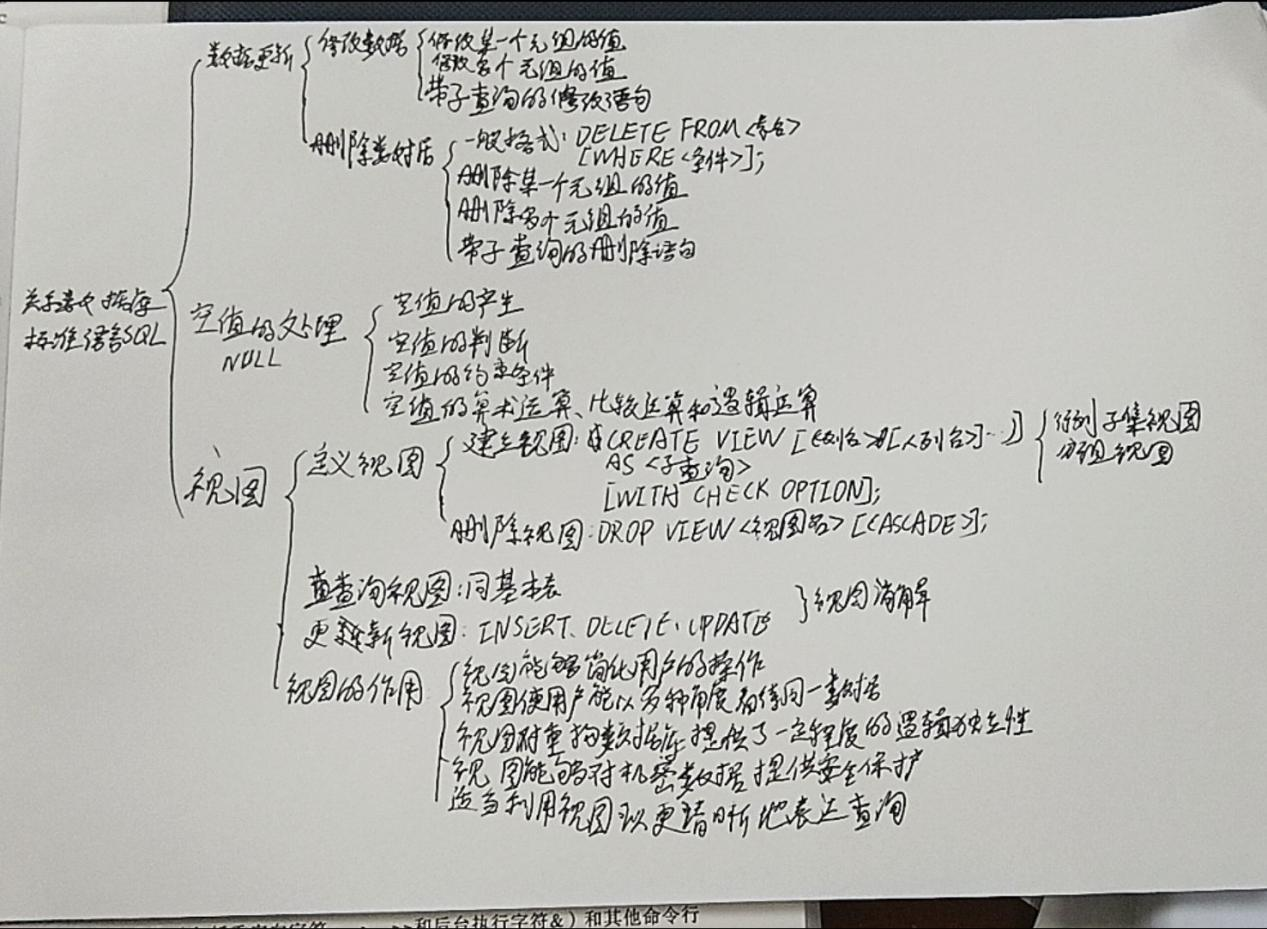 数据更新
修改数据
修改某一个元组的值
修改多个元组的值
带子查询的修改语句
删除数据
一般格式: DELETE FROM <表名>
[WHERE <条件>];
删除某一个元组的值
删除多个元组的值
带子查询的删除语句
关系数据库
标准语言SQL
空值的处理
NULL
空值的产生
空值的判断
空值的约束条件
空值的算术运算、比较运算和逻辑运算
视图
定义视图
建立视图: CREATE VIEW [(<列名>[,<列名>]…)]
AS <子查询>
[WITH CHECK OPTION];
行列子集视图
分组视图
删除视图: DROP VIEW <视图名> [CASCADE];
查询视图: 同基本表
更新视图: INSERT、DELETE、UPDATE
视图消解
视图的作用
视图能够简化用户的操作
视图使用户能以多种角度看待同一数据
视图对重构数据库提供了一定程度的逻辑独立性
视图能够对机密数据提供安全保护
适当利用视图可以更清晰地表达查询
和后台执行字符&）和其他命令行